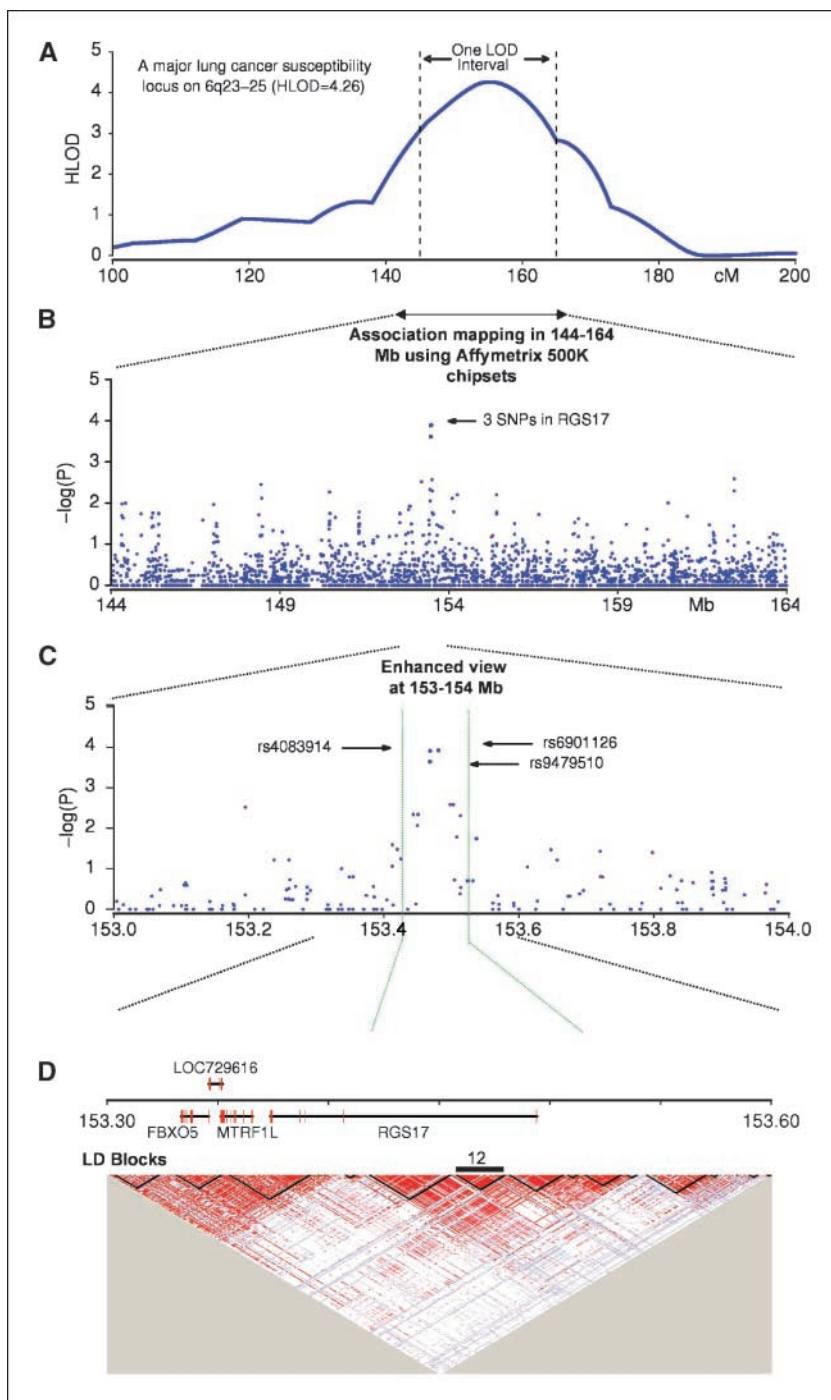 A
A major lung cancer susceptibility
locus on 6q23–25 (HLOD=4.26)
One LOD
Interval
HLOD
5
4
3
2
1
0
100 120 140 160 180 cM 200
B
Association mapping in 144-164
Mb using Affymetrix 500K
chipsets
3 SNPs in RGS17
–log(P)
5
4
3
2
1
0
144 149 154 159 Mb 164
C
Enhanced view
at 153-154 Mb
rs4083914
rs6901126
rs9479510
–log(P)
5
4
3
2
1
0
153.0 153.2 153.4 153.6 153.8 154.0
D
LOC729616
153.30 153.60
FBXO5 MTRF1L RGS17
LD Blocks 12